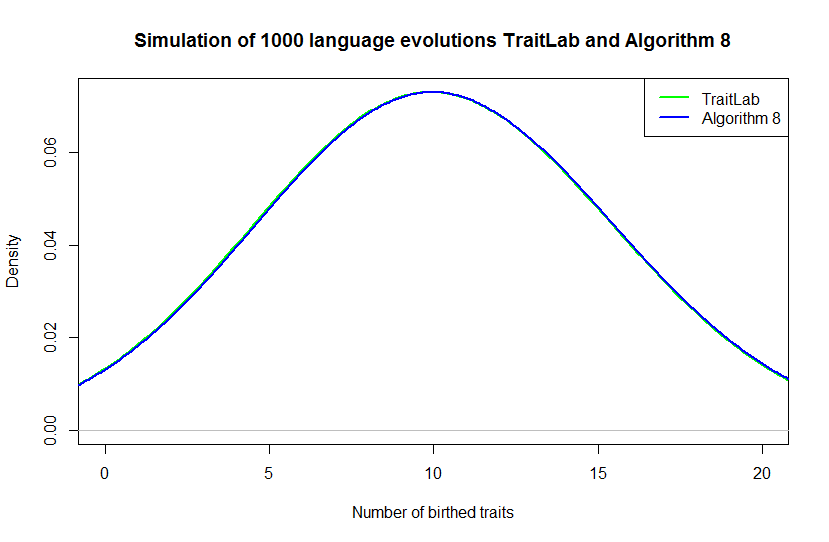 Simulation of 1000 language evolutions TraitLab and Algorithm 8
TraitLab
Algorithm 8
Density
0.06
0.04
0.02
0.00
0 5 10 15 20
Number of birthed traits